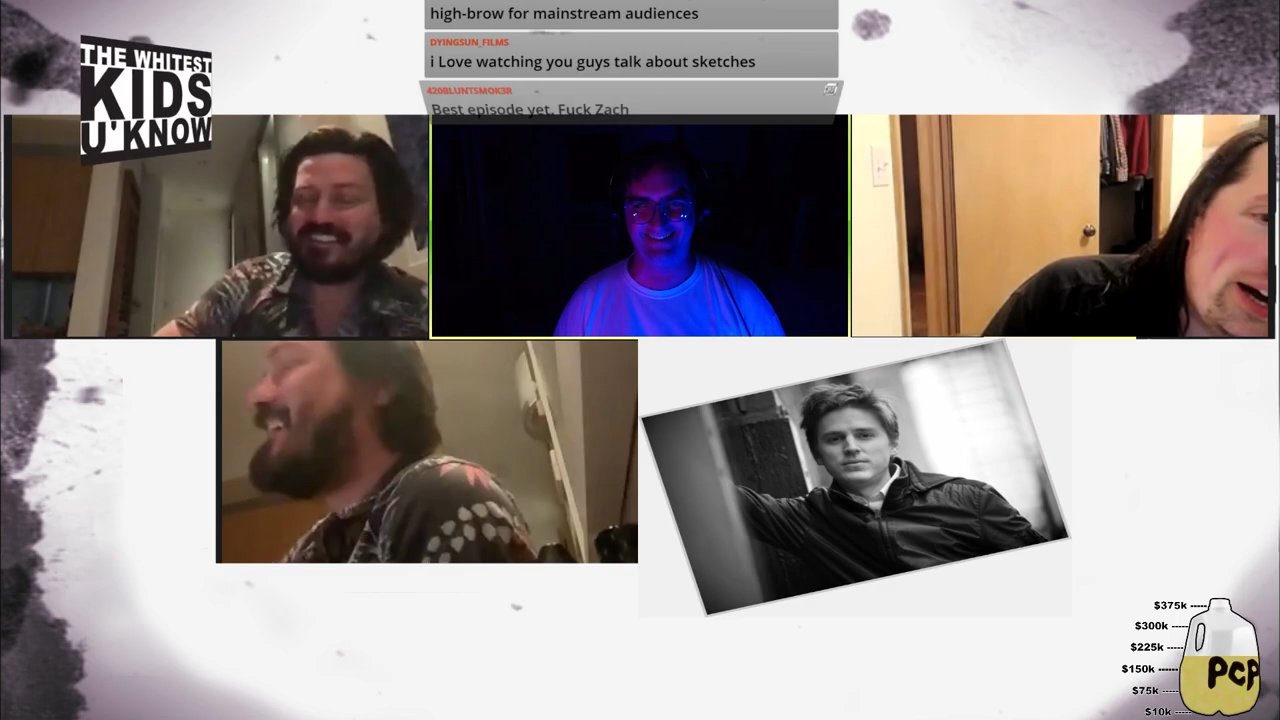 high-brow for mainstream audiences
THE WHITEST
KIDS
U'KNOW
DYINGSUN_FILMS
i Love watching you guys talk about sketches
420BLUNTSMOK3R
Best episode yet. Fuck Zach
$375k
$300k
$225k
$150k
$75k
$10k
PCP